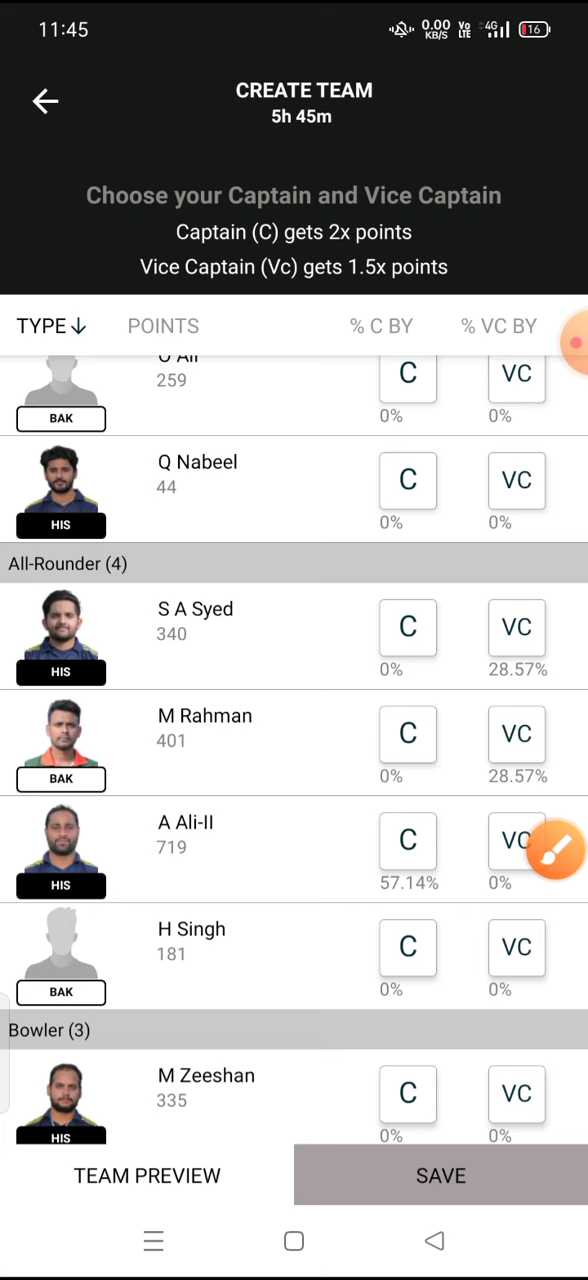 11:45
0.00
KB/S
Vo
LTE
4G
16
CREATE TEAM
5h 45m
Choose your Captain and Vice Captain
Captain (C) gets 2x points
Vice Captain (Vc) gets 1.5x points
TYPE POINTS % C BY % VC BY
259
C VC
BAK
0% 0%
Q Nabeel
44
C VC
HIS
0% 0%
All-Rounder (4)
S A Syed
340
C VC
HIS
0% 28.57%
M Rahman
401
C VC
BAK
0% 28.57%
A Ali-II
719
C VC
HIS
57.14% 0%
H Singh
181
C VC
BAK
0% 0%
Bowler (3)
M Zeeshan
335
C VC
HIS
0% 0%
TEAM PREVIEW SAVE